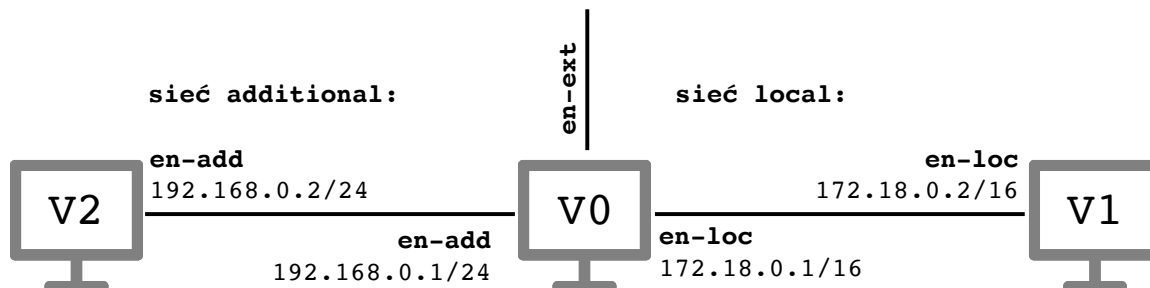 en-ext
sieć additional:
sieć local:
en-add
192.168.0.2/24
en-loc
172.18.0.2/16
V2
V0
V1
en-add
192.168.0.1/24
en-loc
172.18.0.1/16